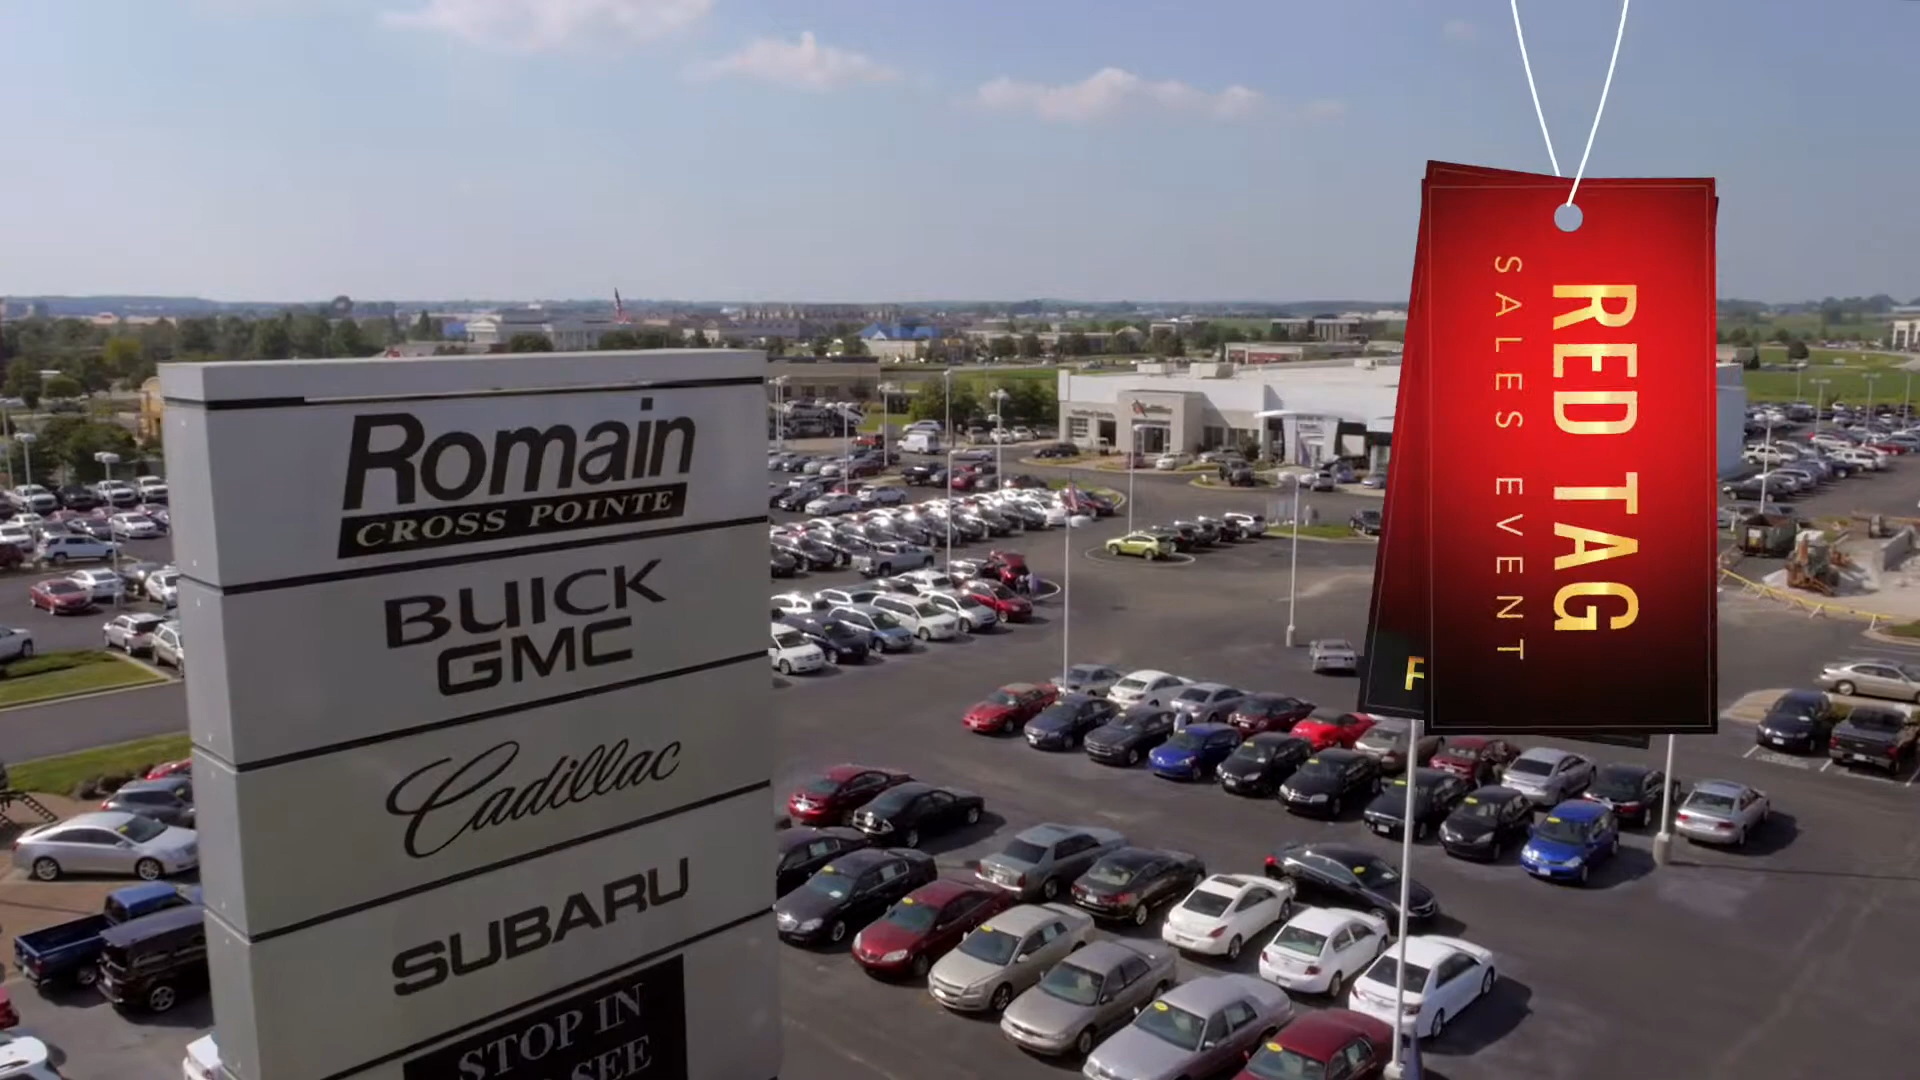 Romain
CROSS POINTE
BUICK
GMC
Cadillac
SUBARU
STOP IN
SEE
RED TAG
SALES EVENT